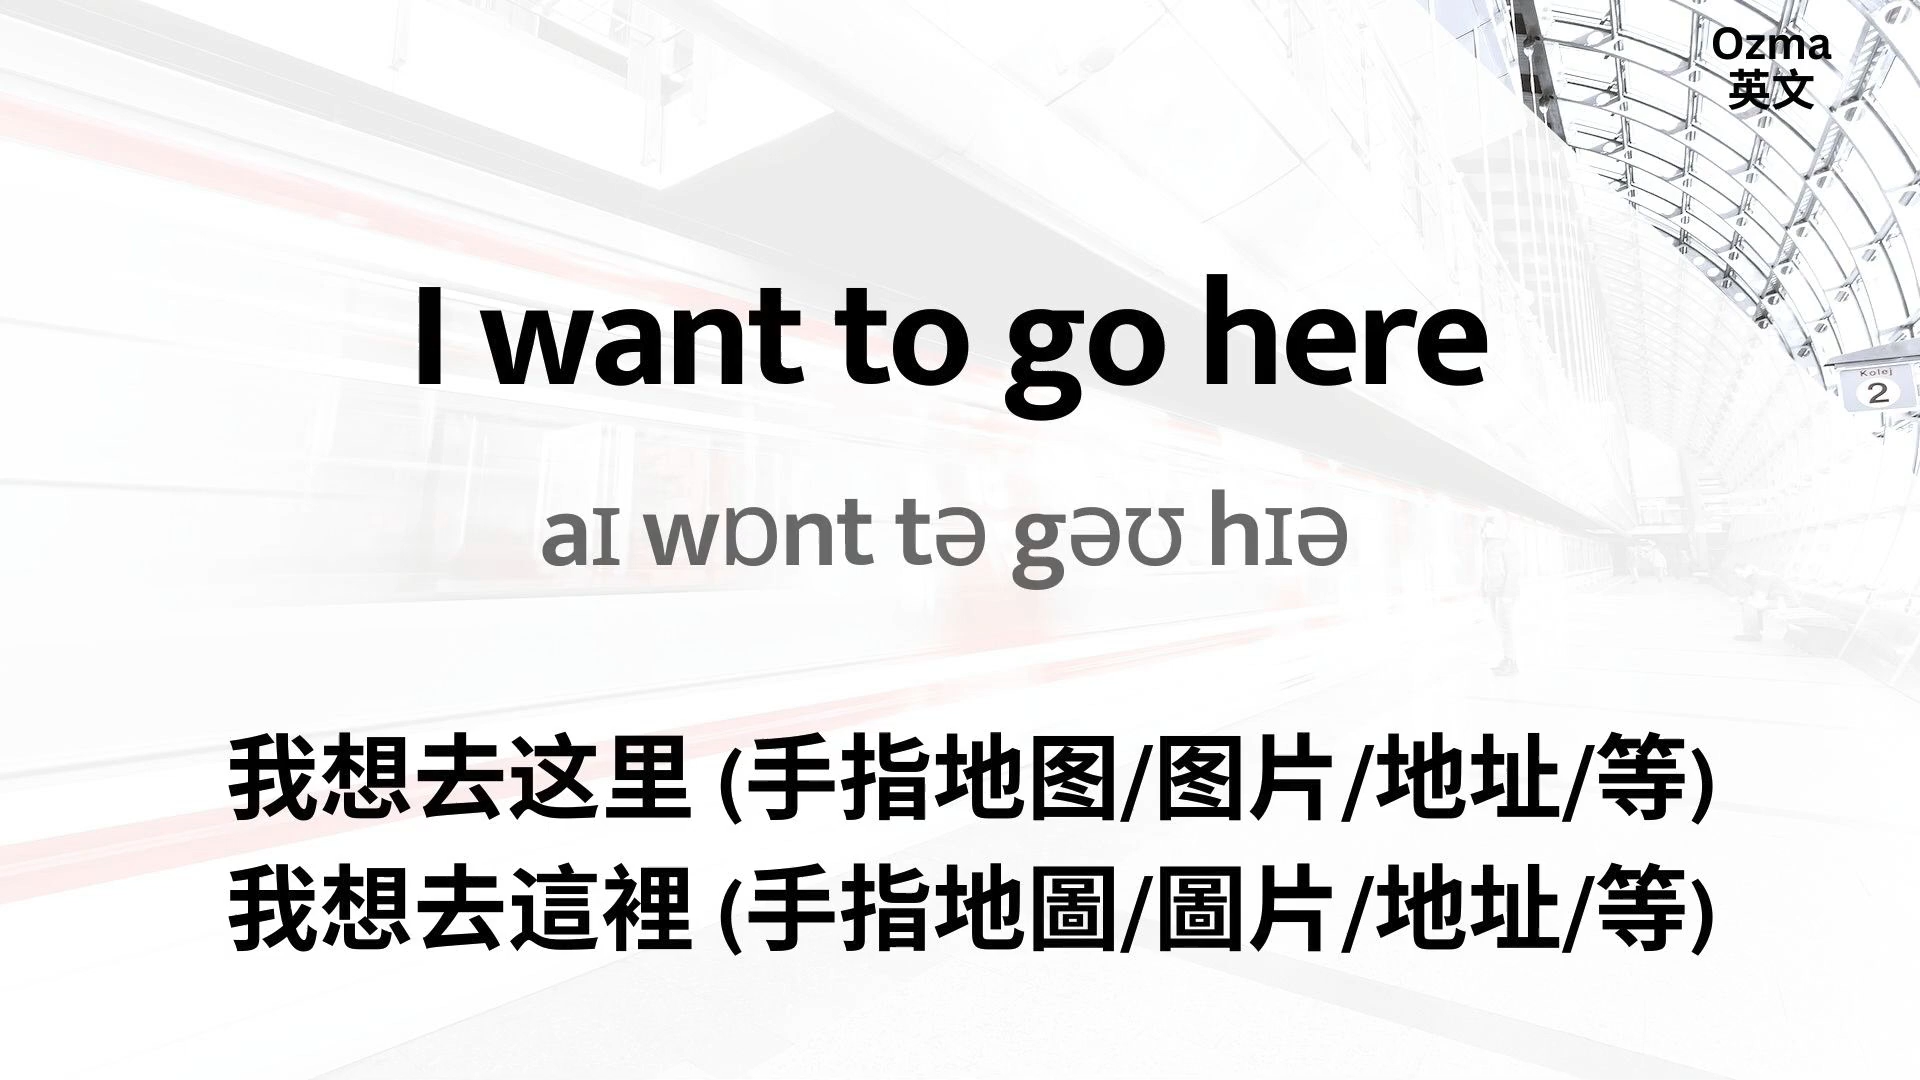 Ozma
英文
I want to go here
aɪ wɒnt tə gəʊ hɪə
Kolej
2
我想去这里 (手指地图/图片/地址/等)
我想去這裡 (手指地圖/圖片/地址/等)